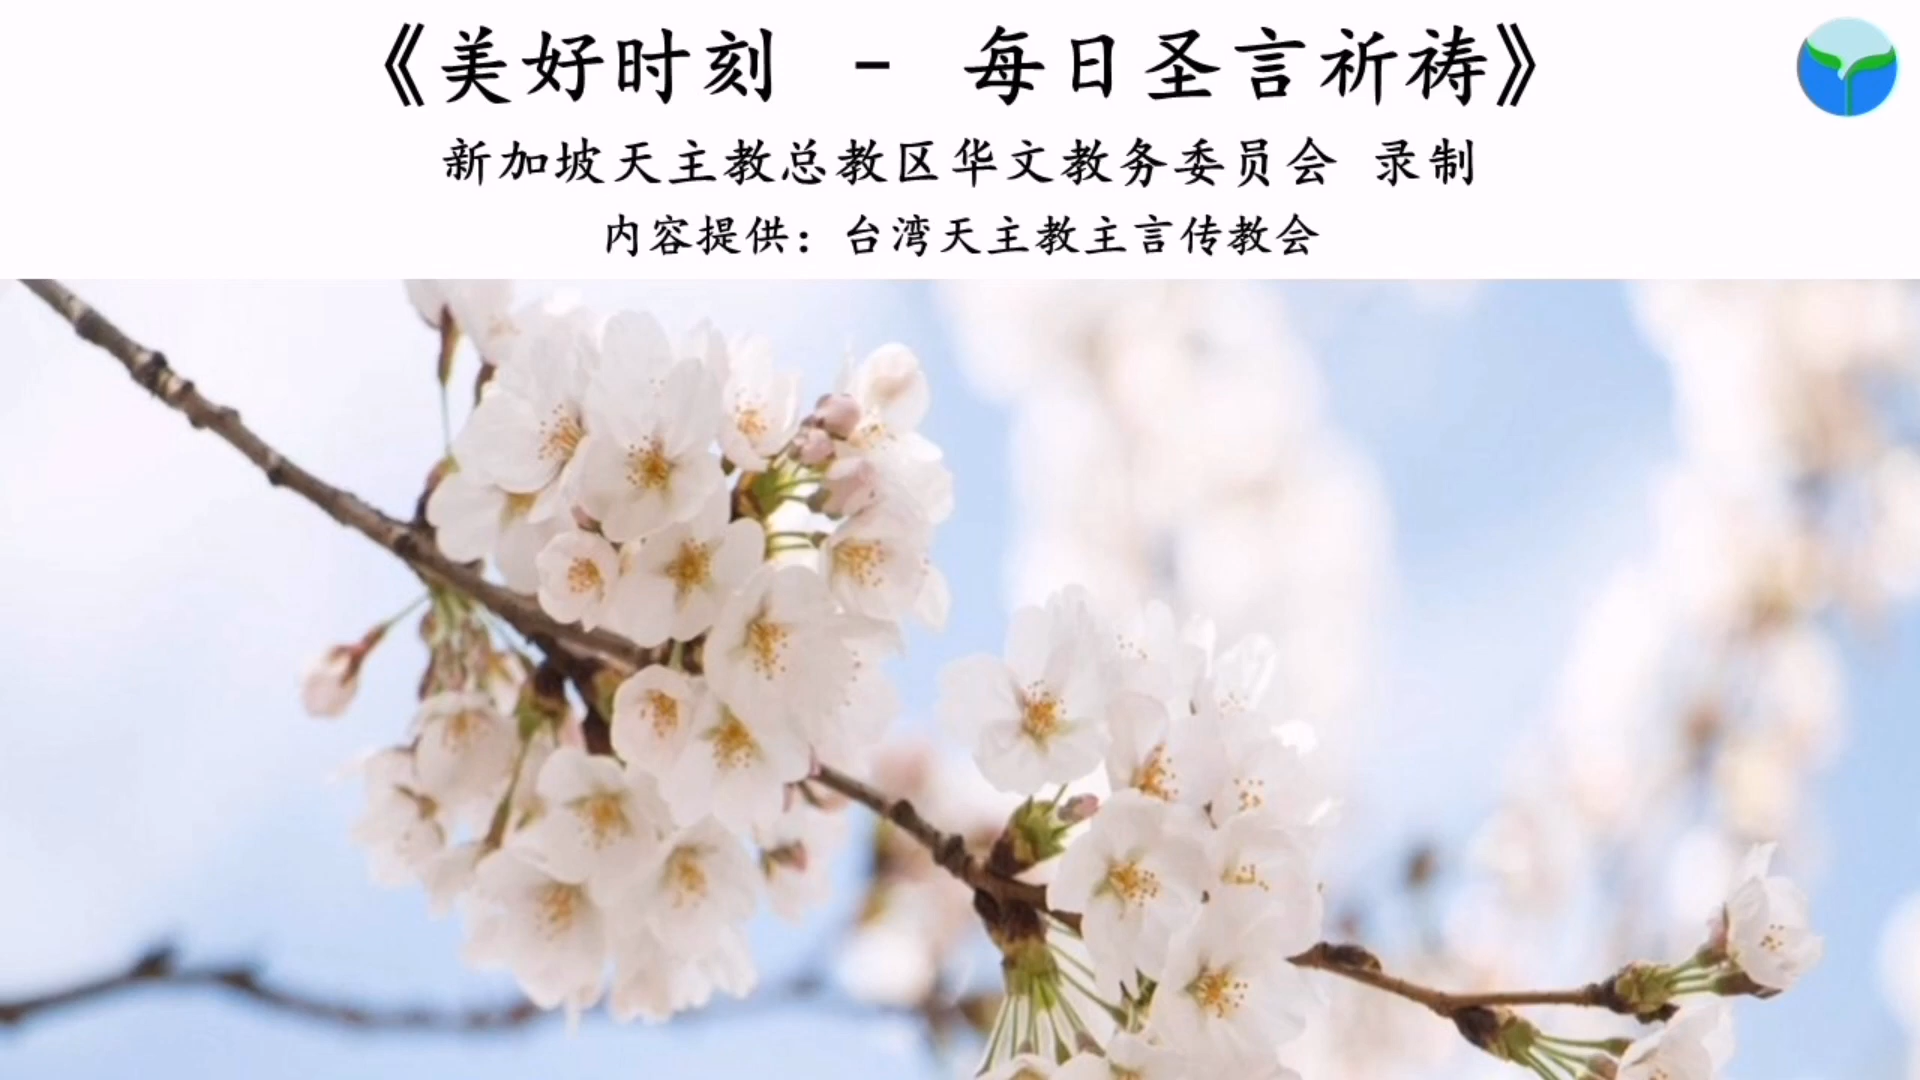 《美好时刻 - 每日圣言祈祷》
新加坡天主教总教区华文教务委员会 录制
内容提供：台湾天主教主言传教会